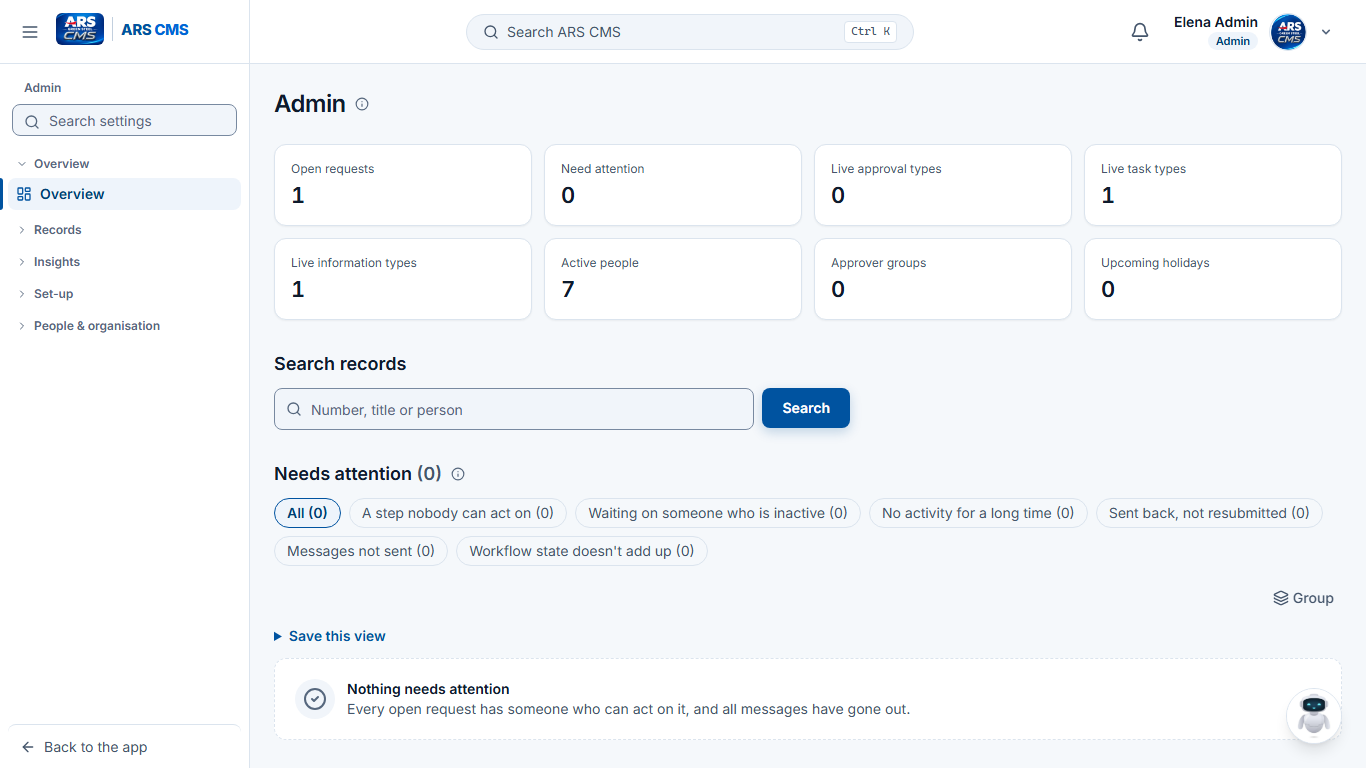 ARS
CMS
ARS CMS
Search ARS CMS
Ctrl K
Elena Admin
Admin
ARS
CMS
Admin
Search settings
Overview
Overview
Records
Insights
Set-up
People & organisation
Back to the app
Admin
Open requests
1
Need attention
0
Live approval types
0
Live task types
1
Live information types
1
Active people
7
Approver groups
0
Upcoming holidays
0
Search records
Number, title or person
Search
Needs attention (0)
All (0)
A step nobody can act on (0)
Waiting on someone who is inactive (0)
No activity for a long time (0)
Sent back, not resubmitted (0)
Messages not sent (0)
Workflow state doesn't add up (0)
Group
Save this view
Nothing needs attention
Every open request has someone who can act on it, and all messages have gone out.